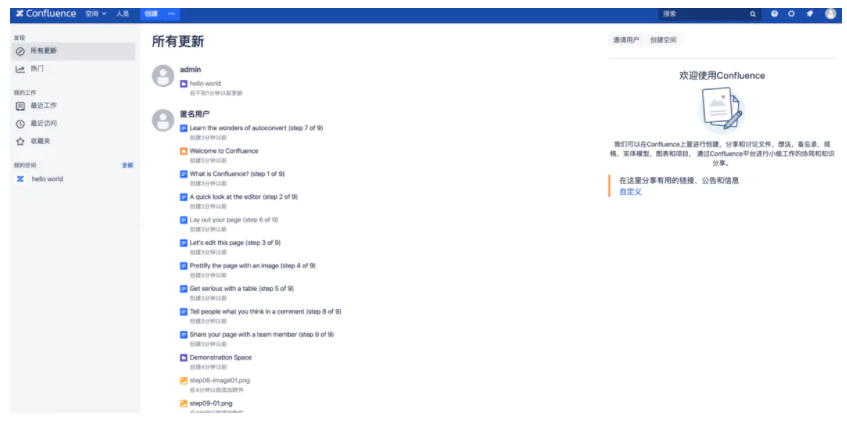 Confluence 空间 人员 创建 ··· 搜索
发现
所有更新
热门
我的工作
最近工作
最近访问
收藏夹
我的空间 全部
hello world
所有更新
admin
hello world
在不到1分钟以前更新
匿名用户
Learn the wonders of autoconvert (step 7 of 9)
创建3分钟以前
Welcome to Confluence
创建3分钟以前
What is Confluence? (step 1 of 9)
创建3分钟以前
A quick look at the editor (step 2 of 9)
创建3分钟以前
Lay out your page (step 6 of 9)
创建3分钟以前
Let's edit this page (step 3 of 9)
创建3分钟以前
Prettify the page with an image (step 4 of 9)
创建3分钟以前
Get serious with a table (step 5 of 9)
创建3分钟以前
Tell people what you think in a comment (step 8 of 9)
创建3分钟以前
Share your page with a team member (step 9 of 9)
创建3分钟以前
Demonstration Space
创建4分钟以前
step06-image01.png
在4分钟以前添加附件
step09-01.png
邀请用户 创建空间
欢迎使用Confluence
我们可以在Confluence上面进行创建、分享和讨论文件、想法、备忘录、规
格、实体模型、图表和项目， 通过Confluence平台进行小组工作的协同和知识
分享。
在这里分享有用的链接、公告和信息
自定义